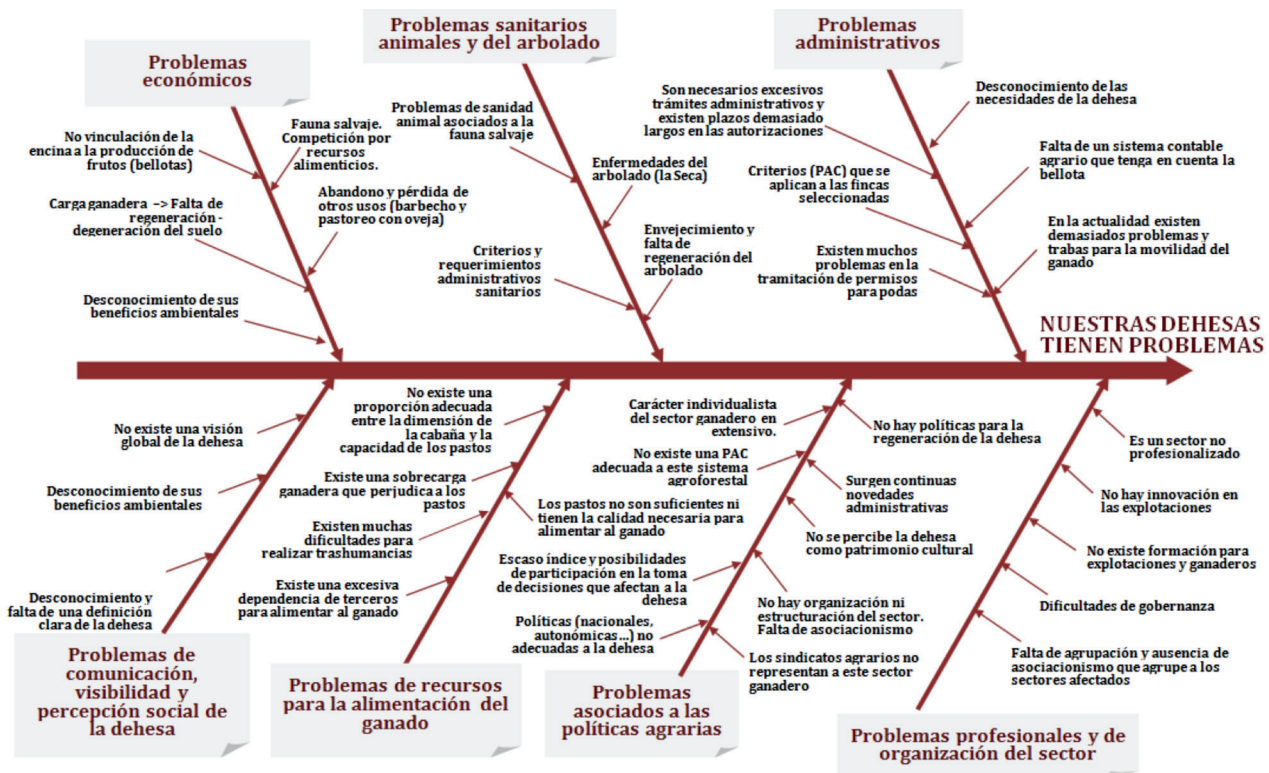 Problemas
económicos
Problemas sanitarios
animales y del arbolado
Problemas
administrativos
No vinculación de la
encina a la producción de
frutos (bellotas)
Fauna salvaje.
Competición por
recursos
alimenticios.
Carga ganadera –> Falta de
regeneración -
degeneración del suelo
Abandono y pérdida de
otros usos (barbecho y
pastoreo con oveja)
Desconocimiento de sus
beneficios ambientales
Problemas de sanidad
animal asociados a la
fauna salvaje
Enfermedades del
arbolado (la Seca)
Criterios y
requerimientos
administrativos
sanitarios
Envejecimiento y
falta de
regeneración del
arbolado
Son necesarios excesivos
trámites administrativos y
existen plazos demasiado
largos en las autorizaciones
Desconocimiento de las
necesidades de la dehesa
Criterios (PAC) que se
aplican a las fincas
seleccionadas
Falta de un sistema contable
agrario que tenga en cuenta la
bellota
Existen muchos
problemas en la
tramitación de permisos
para podas
En la actualidad existen
demasiados problemas y
trabas para la movilidad del
ganado
NUESTRAS DEHESAS
TIENEN PROBLEMAS
No existe una visión
global de la dehesa
Desconocimiento de sus
beneficios ambientales
Desconocimiento y
falta de una definición
clara de la dehesa
Problemas de
comunicación,
visibilidad y
percepción social de
la dehesa
No existe una
proporción adecuada
entre la dimensión de
la cabaña y la
capacidad de los pastos
Existe una sobrecarga
ganadera que perjudica a los
pastos
Los pastos no son suficientes ni
tienen la calidad necesaria para
alimentar al ganado
Existen muchas
dificultades para
realizar trashumancias
Existe una excesiva
dependencia de terceros
para alimentar al ganado
Problemas de recursos
para la alimentación del
ganado
Carácter individualista
del sector ganadero en
extensivo.
No hay políticas para la
regeneración de la dehesa
No existe una PAC
adecuada a este sistema
agroforestal
Surgen continuas
novedades
administrativas
No se percibe la dehesa
como patrimonio cultural
Escaso índice y posibilidades
de participación en la toma
de decisiones que afectan a la
dehesa
No hay organización ni
estructuración del sector.
Falta de asociacionismo
Políticas (nacionales,
autonómicas...) no
adecuadas a la dehesa
Los sindicatos agrarios no
representan a este sector
ganadero
Problemas
asociados a las
políticas agrarias
Es un sector no
profesionalizado
No hay innovación en
las explotaciones
No existe formación para
explotaciones y ganaderos
Dificultades de gobernanza
Falta de agrupación y ausencia de
asociacionismo que agrupe a los
sectores afectados
Problemas profesionales y de
organización del sector